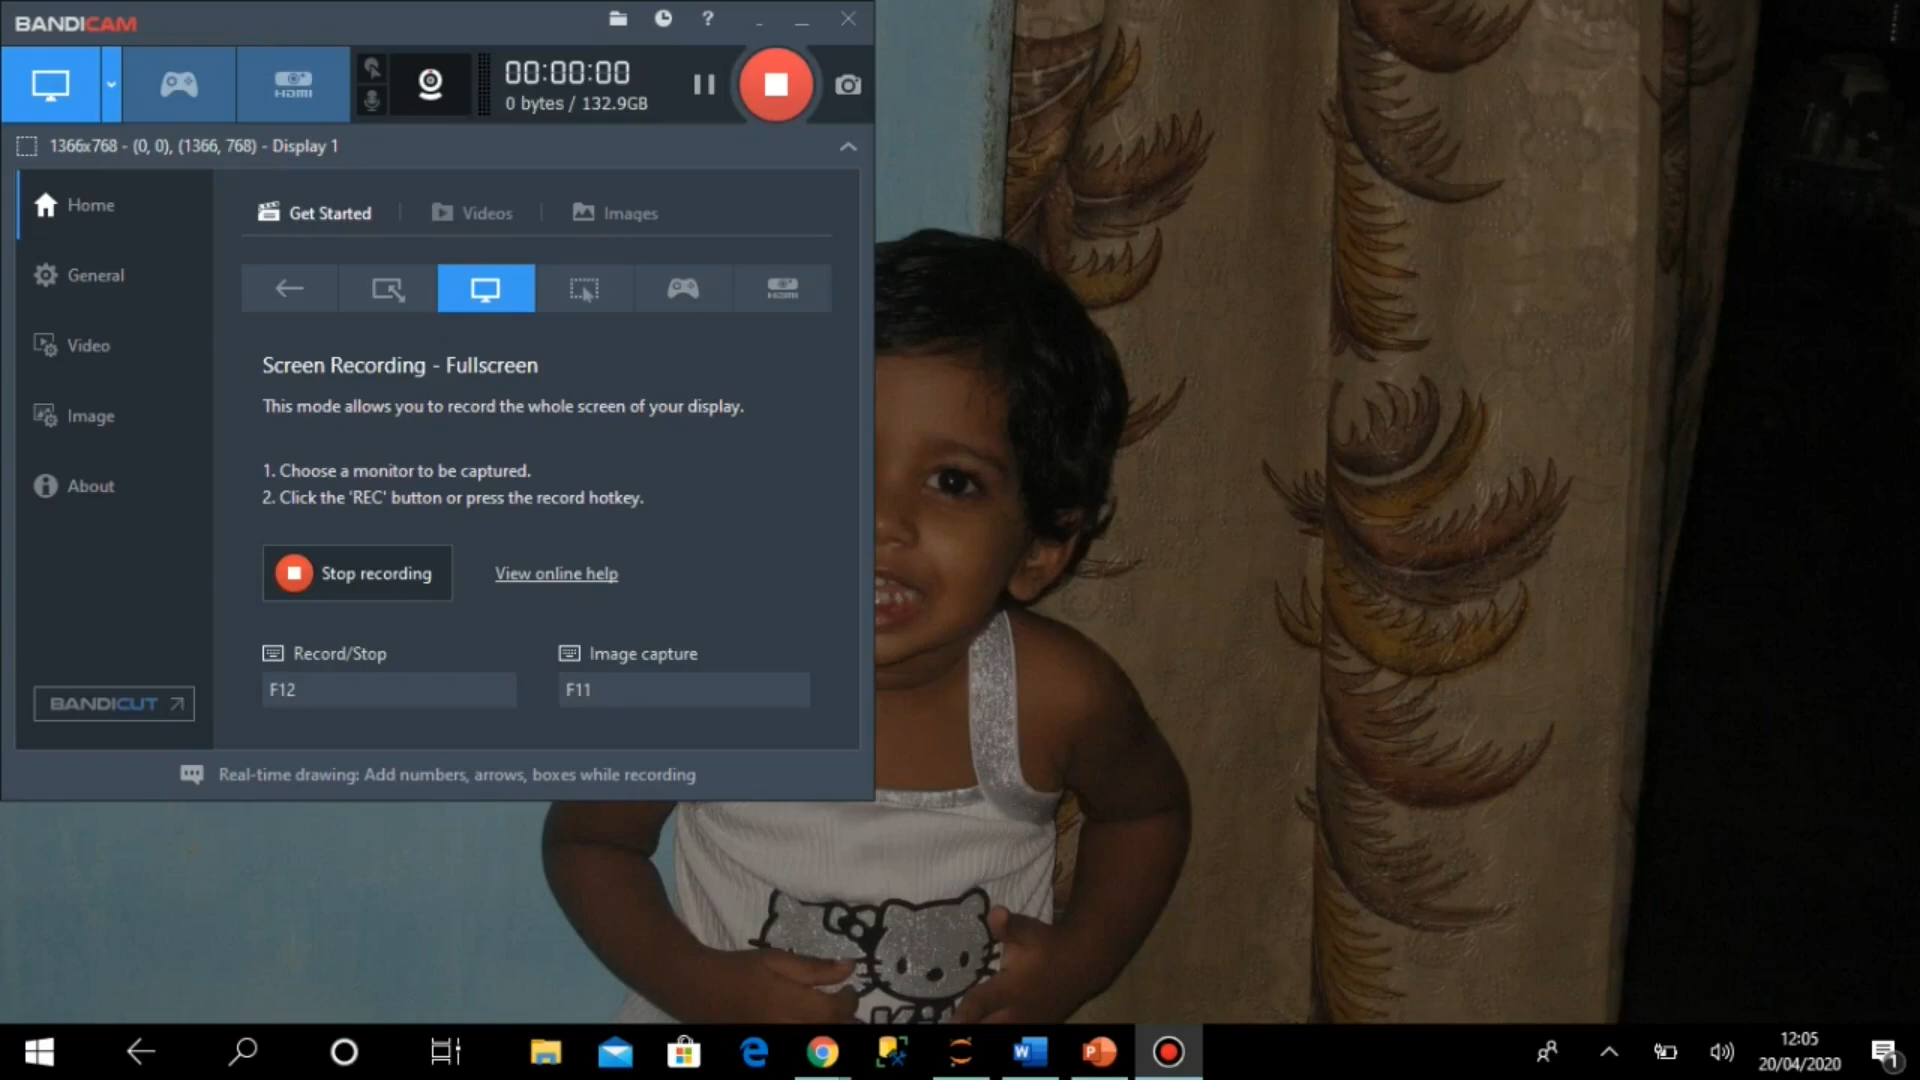 BANDICAM
?
HDMI
00:00:00
0 bytes / 132.9GB
1366x768 - (0, 0), (1366, 768) - Display 1
Home
General
Video
Image
About
BANDICUT
Get Started
Videos
Images
HDMI
Screen Recording - Fullscreen
This mode allows you to record the whole screen of your display.
1. Choose a monitor to be captured.
2. Click the 'REC' button or press the record hotkey.
Stop recording
View online help
Record/Stop
Image capture
F12
F11
Real-time drawing: Add numbers, arrows, boxes while recording
12:05
20/04/2020
1